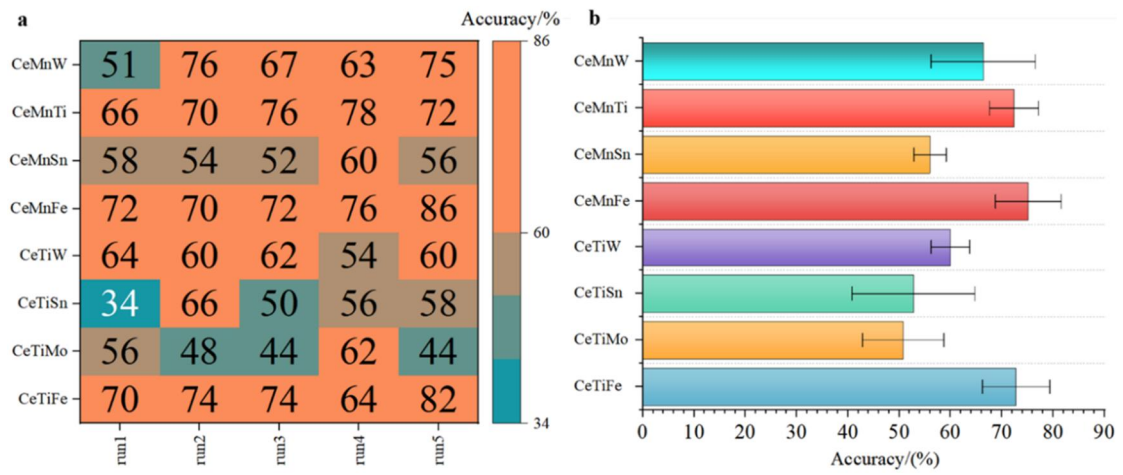 a
Accuracy/%
CeMnW 51 76 67 63 75
CeMnTi 66 70 76 78 72
CeMnSn 58 54 52 60 56
CeMnFe 72 70 72 76 86
CeTiW 64 60 62 54 60
CeTiSn 34 66 50 56 58
CeTiMo 56 48 44 62 44
CeTiFe 70 74 74 64 82
run1 run2 run3 run4 run5
86
60
34
b
CeMnW
CeMnTi
CeMnSn
CeMnFe
CeTiW
CeTiSn
CeTiMo
CeTiFe
0 10 20 30 40 50 60 70 80 90
Accuracy/(%)